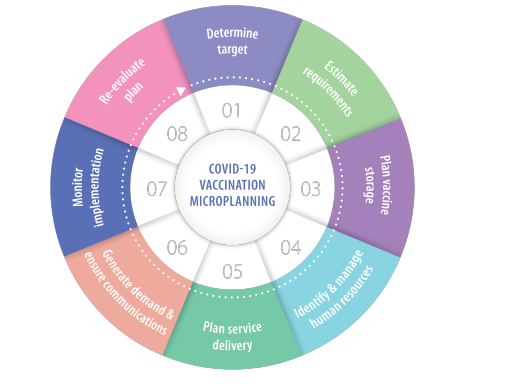 Determine
target
01
Estimate
requirements
02
Plan vaccine
storage
03
Identify & manage
human resources
04
Plan service
delivery
05
Generate demand &
ensure communications
06
Monitor
implementation
07
Re-evaluate
plan
08
COVID-19
VACCINATION
MICROPLANNING